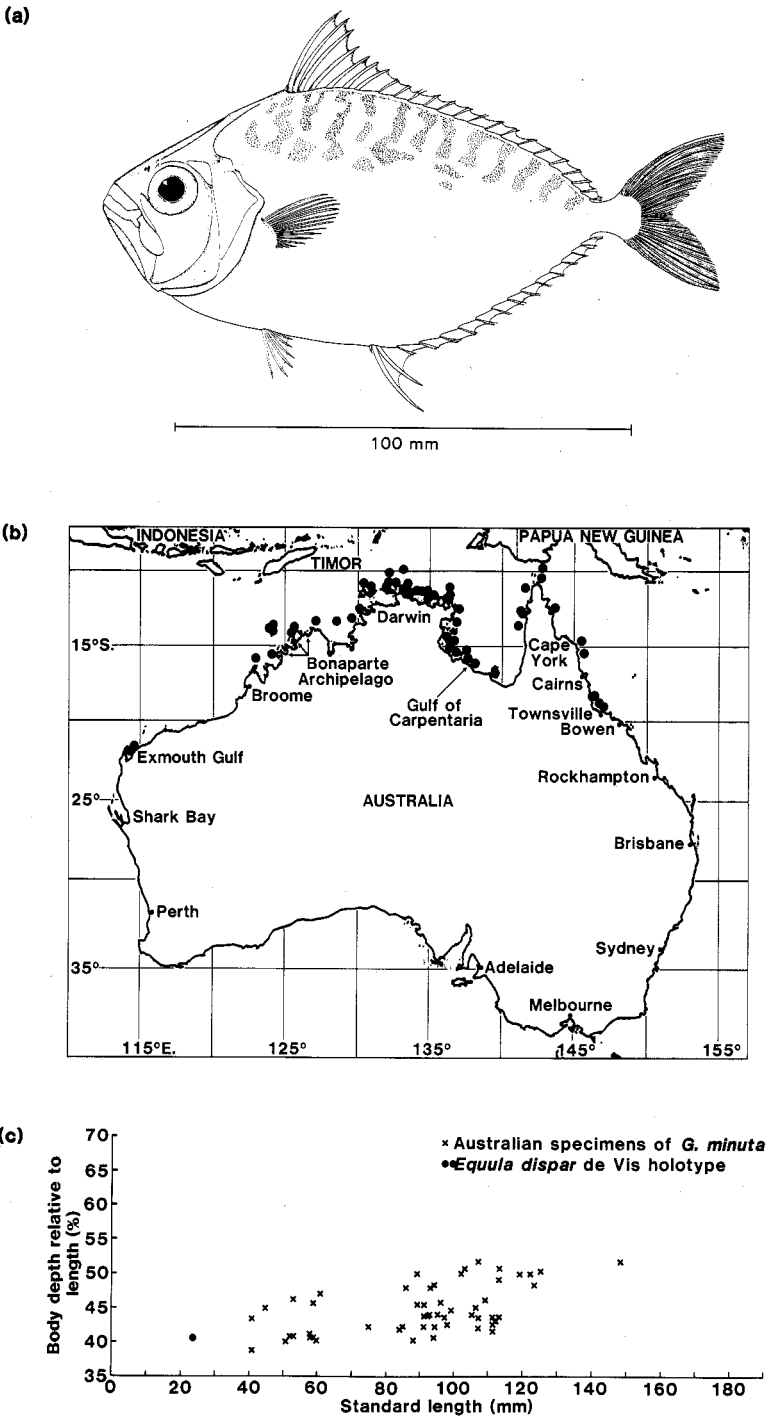 (a)
100 mm
(b)
INDONESIA
PAPUA NEW GUINEA
TIMOR
Darwin
15°S.
Bonaparte
Archipelago
Cape
York
Broome
Cairns
Gulf of
Carpentaria
Townsville
Bowen
Exmouth Gulf
Rockhampton
25°
AUSTRALIA
Shark Bay
Brisbane
Perth
Sydney
35°
Adelaide
Melbourne
115°E.
125°
135°
145°
155°
(c)
70
65
60
55
50
45
40
35
Body depth relative to
length (%)
× Australian specimens of G. minuta
●● Equula dispar de Vis holotype
0 20 40 60 80 100 120 140 160 180
Standard length (mm)